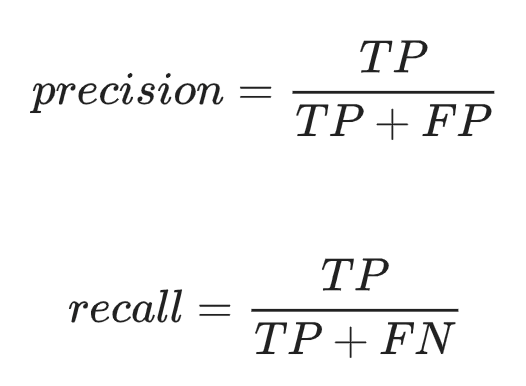 precision = TP / (TP + FP)
recall = TP / (TP + FN)